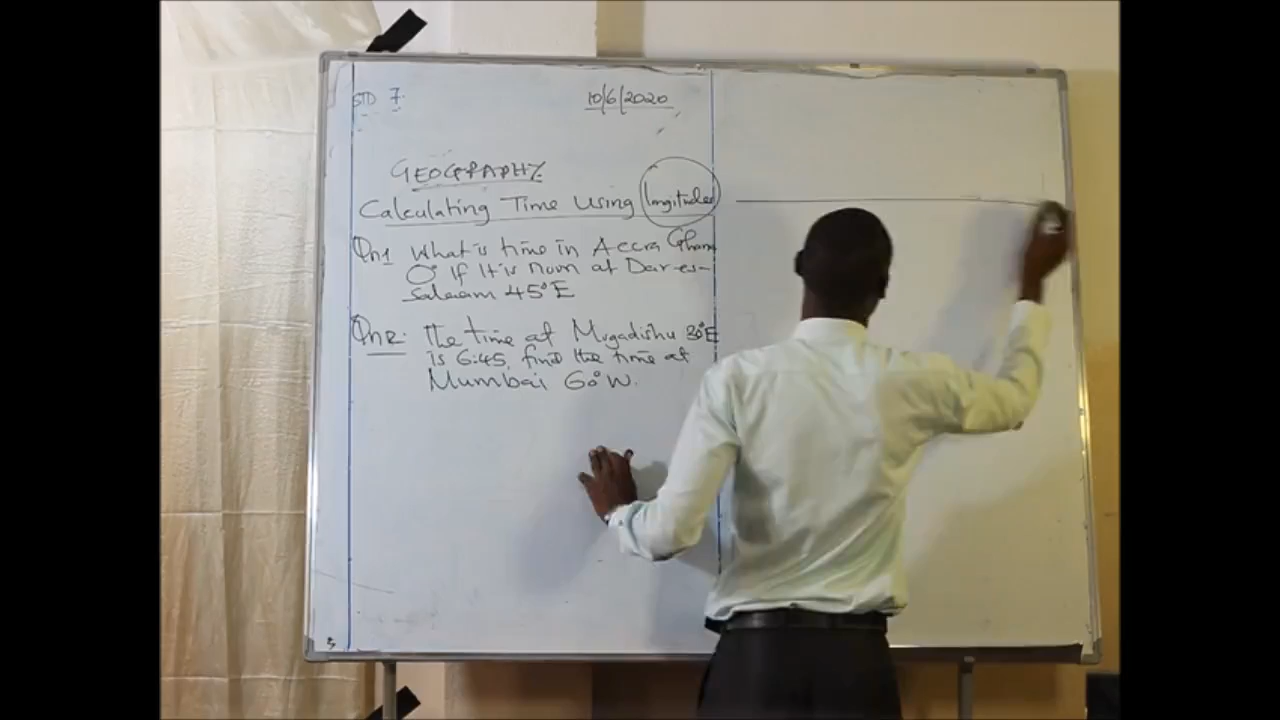 STD 7
10/6/2020
GEOGRAPHY
Calculating Time Using longitudes
Qn1 What is time in Accra Ghana
0° if it is noon at Dar-es-
Salaam 45°E
Qn2: The time at Mogadishu 30°E
is 6:45, find the time at
Mumbai 60°W.